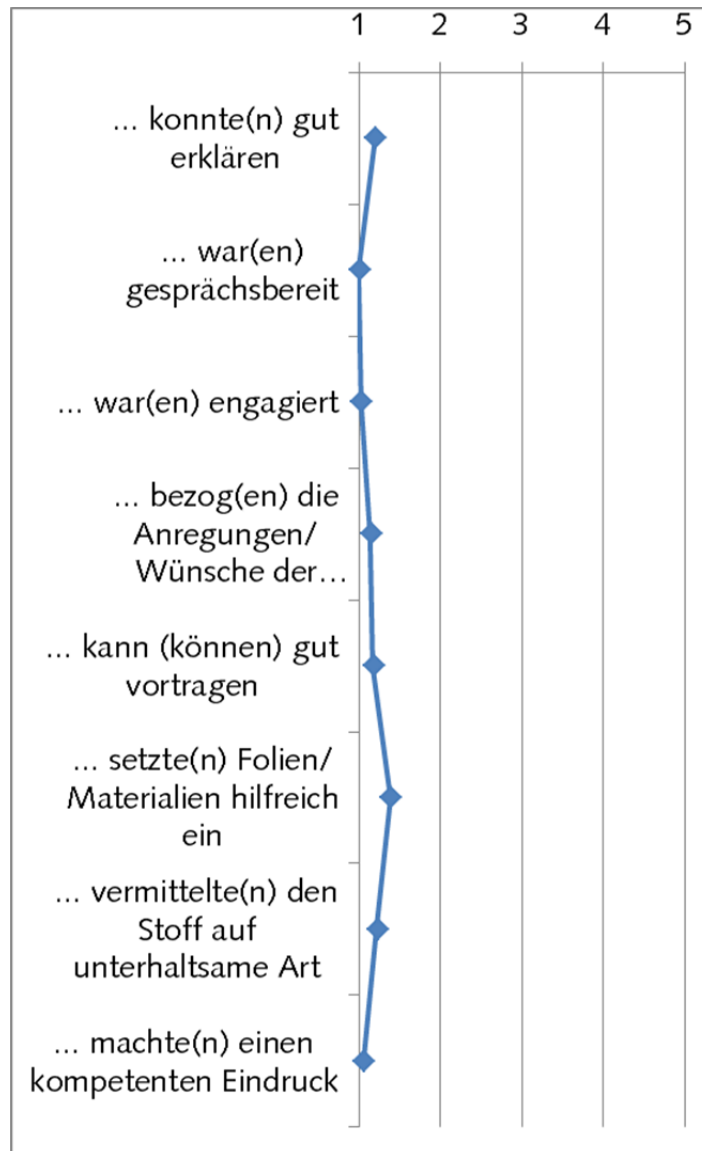 1 2 3 4 5
... konnte(n) gut
erklären
... war(en)
gesprächsbereit
... war(en) engagiert
... bezog(en) die
Anregungen/
Wünsche der...
... kann (können) gut
vortragen
... setzte(n) Folien/
Materialien hilfreich
ein
... vermittelte(n) den
Stoff auf
unterhaltsame Art
... machte(n) einen
kompetenten Eindruck